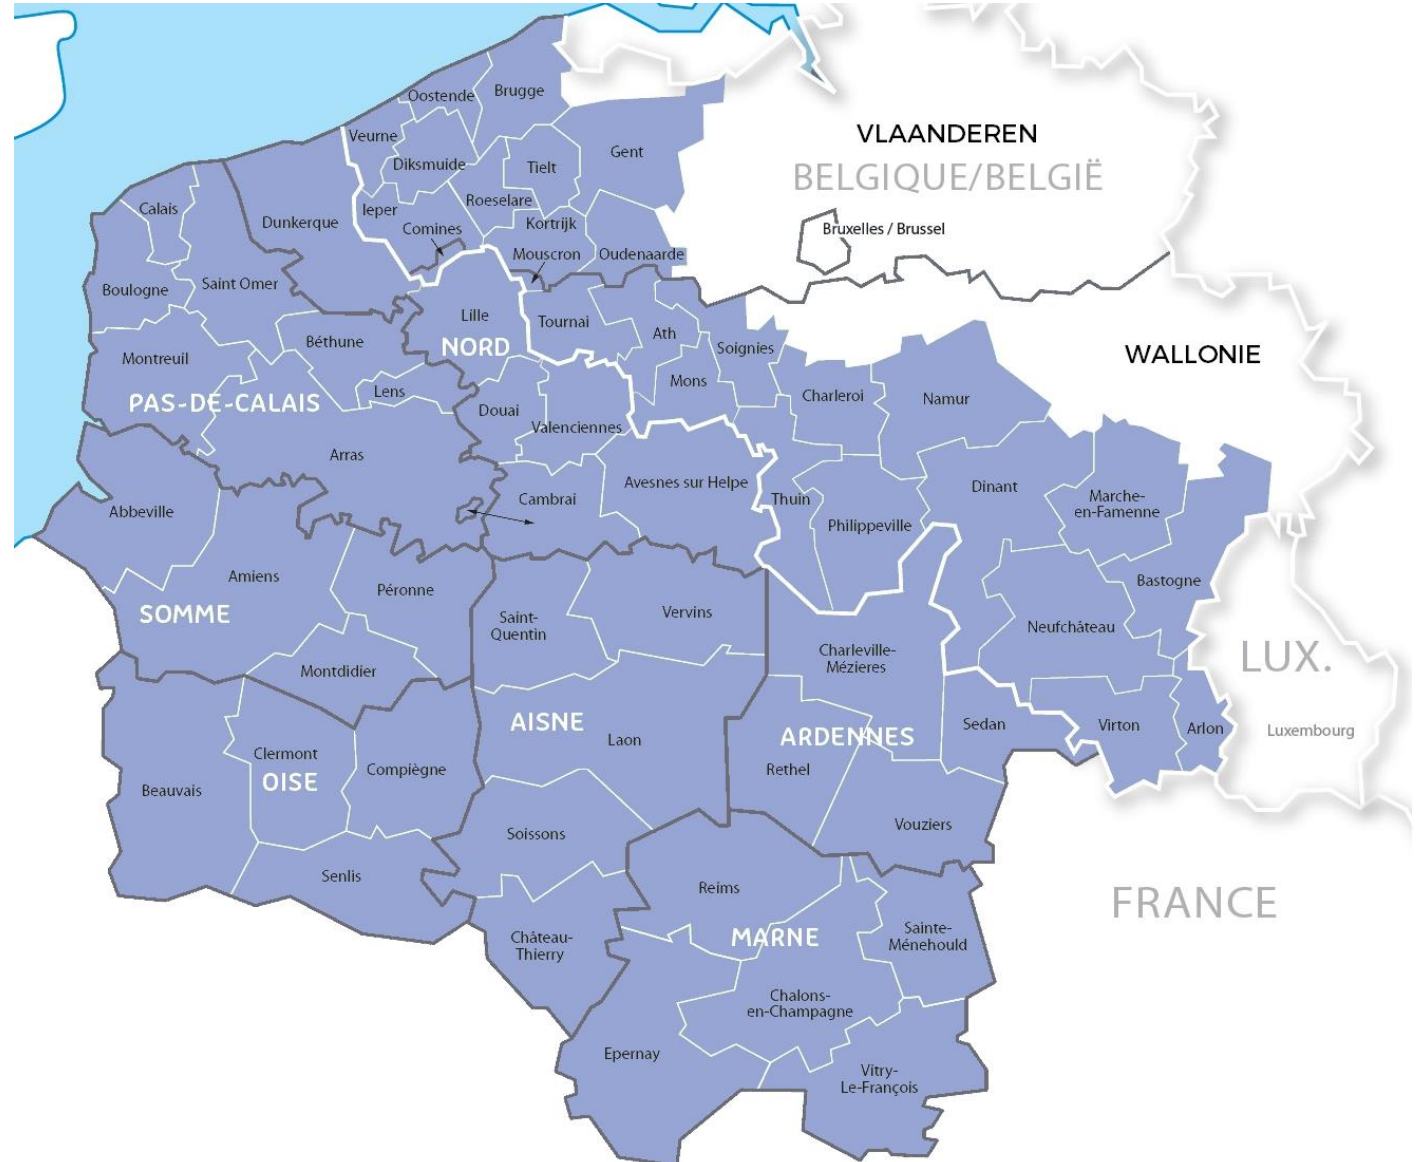 Oostende
Brugge
Veurne
VLAANDEREN
BELGIQUE/BELGIË
Diksmuide
Tielt
Gent
Calais
Dunkerque
Ieper
Roeselare
Comines
Kortrijk
Bruxelles / Brussel
Mouscron
Oudenaarde
Boulogne
Saint Omer
Lille
NORD
Tournai
Ath
Soignies
Montreuil
Béthune
WALLONIE
Mons
Lens
Charleroi
Namur
PAS-DE-CALAIS
Douai
Valenciennes
Arras
Cambrai
Avesnes sur Helpe
Thuin
Dinant
Marche-
en-Famenne
Abbeville
Philippeville
Amiens
Péronne
Bastogne
SOMME
Saint-
Quentin
Vervins
Neufchâteau
Charleville-
Mézieres
LUX.
Montdidier
AISNE
Laon
ARDENNES
Sedan
Virton
Arlon
Luxembourg
Clermont
OISE
Compiègne
Rethel
Beauvais
Soissons
Vouziers
Senlis
Reims
FRANCE
Château-
Thierry
MARNE
Sainte-
Ménehould
Chalons-
en-Champagne
Epernay
Vitry-
Le-François